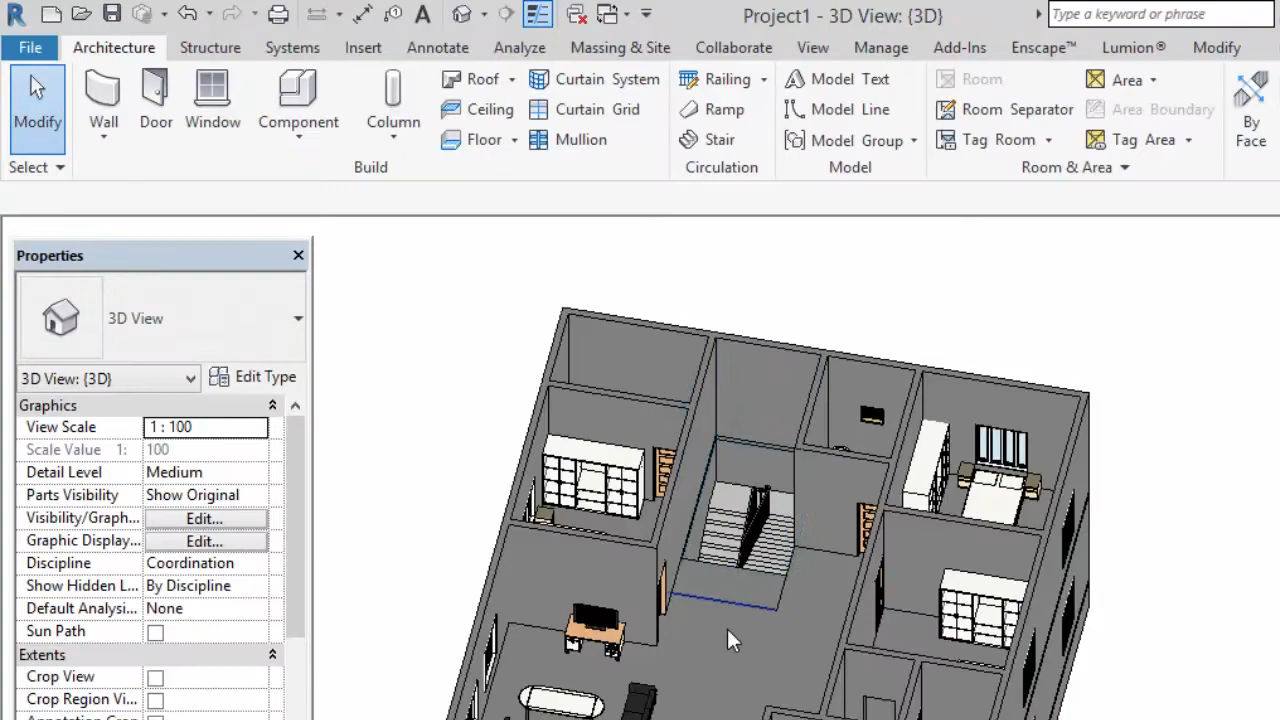 Project1 - 3D View: {3D}
Type a keyword or phrase
File Architecture Structure Systems Insert Annotate Analyze Massing & Site Collaborate View Manage Add-Ins Enscape™ Lumion® Modify
Modify
Wall
Door
Window
Component
Column
Roof
Ceiling
Floor
Curtain System
Curtain Grid
Mullion
Railing
Ramp
Stair
Model Text
Model Line
Model Group
Room
Room Separator
Tag Room
Area
Area Boundary
Tag Area
By
Face
Select
Build
Circulation
Model
Room & Area
Properties
3D View
3D View: {3D}
Edit Type
Graphics
View Scale 1 : 100
Scale Value 1: 100
Detail Level Medium
Parts Visibility Show Original
Visibility/Graph... Edit...
Graphic Display... Edit...
Discipline Coordination
Show Hidden L... By Discipline
Default Analysi... None
Sun Path
Extents
Crop View
Crop Region Vi...